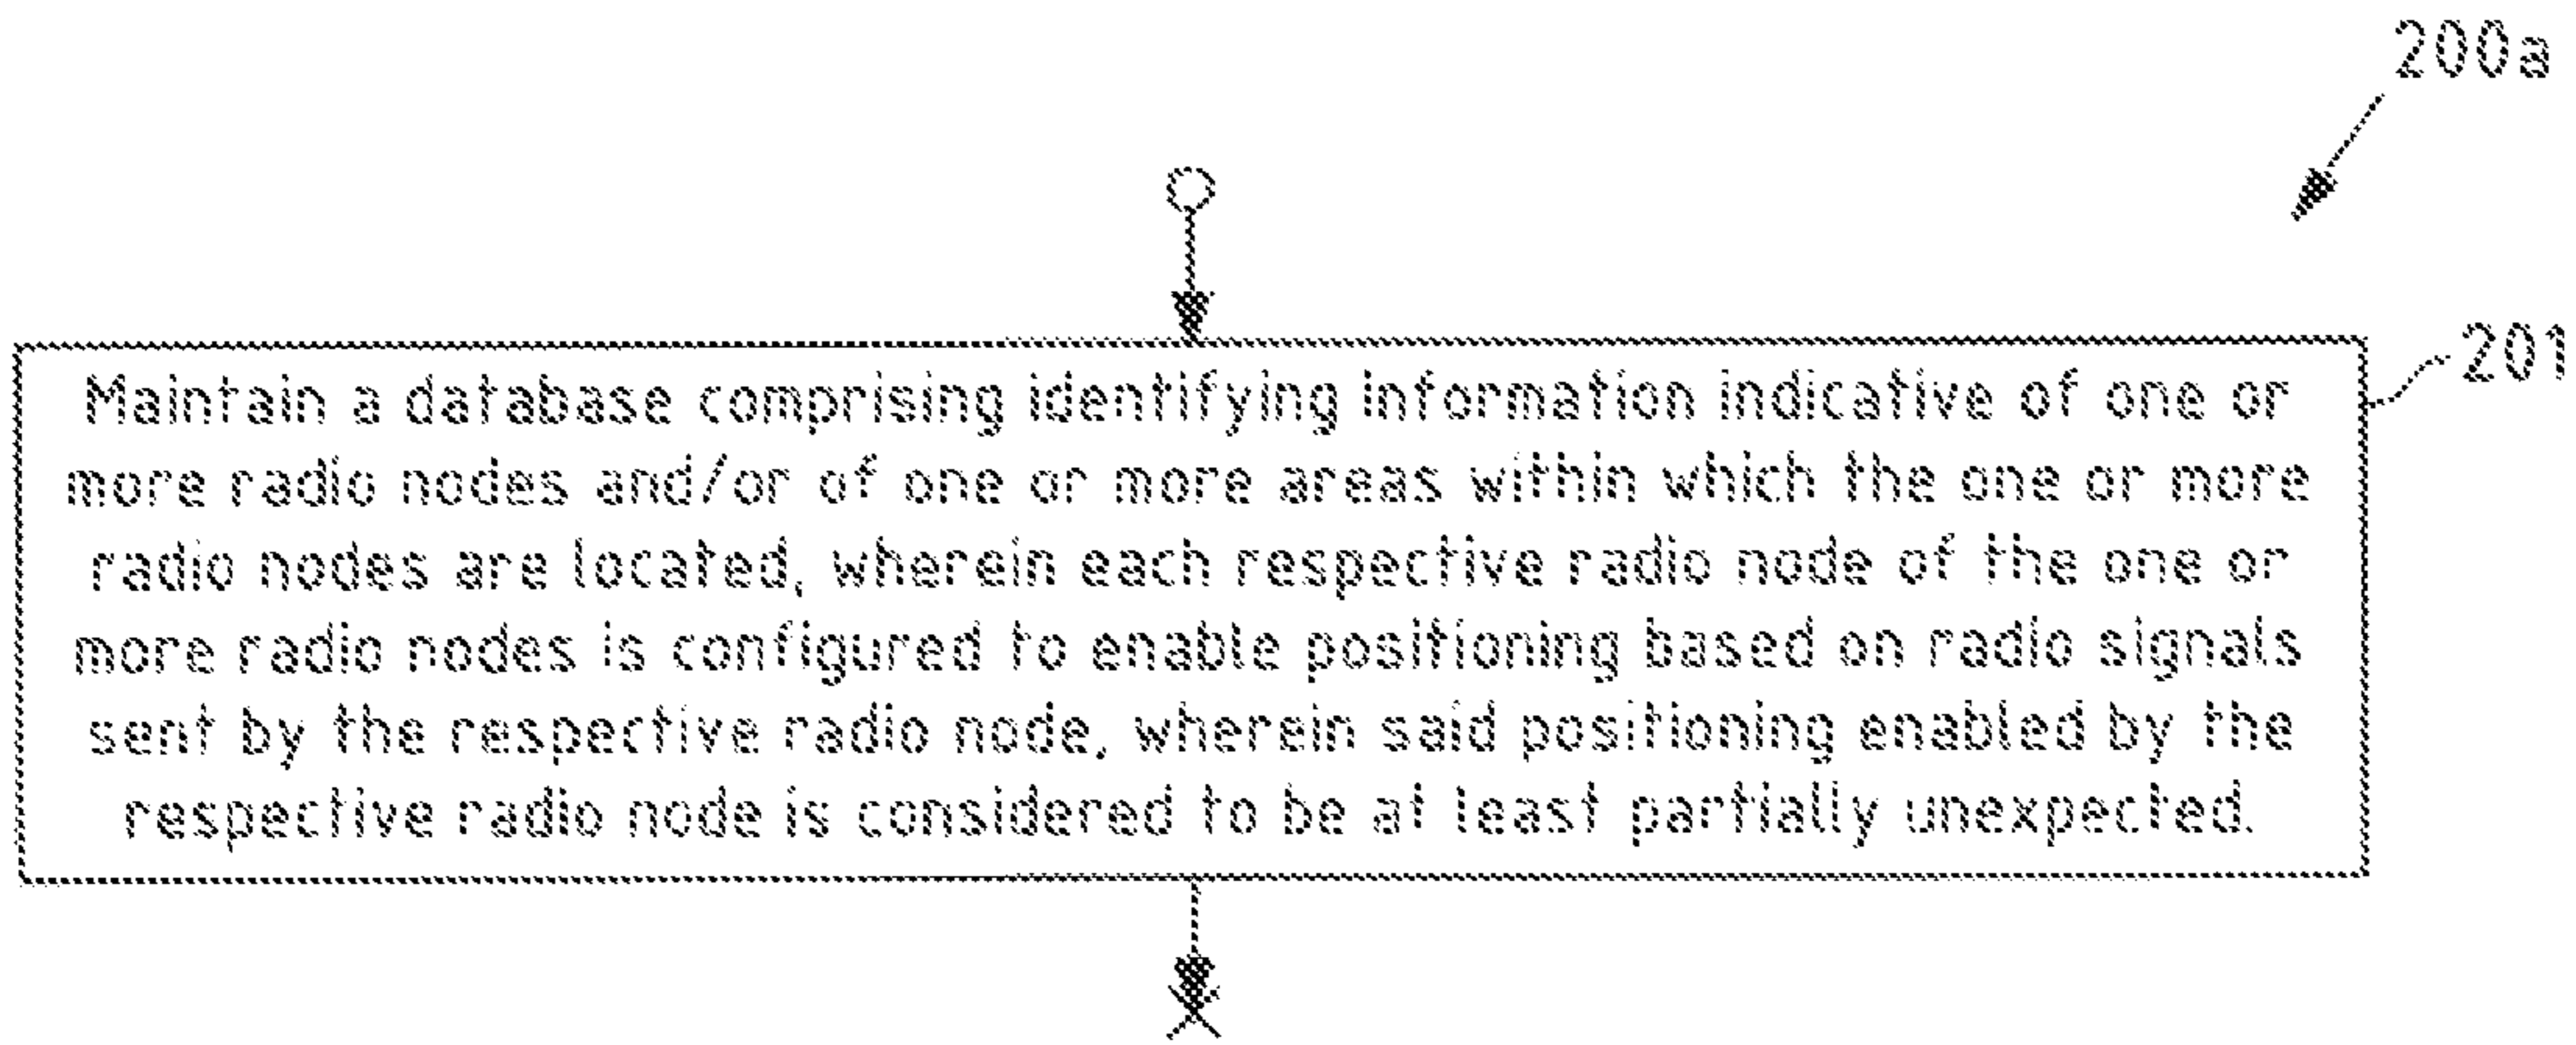 200a
201
Maintain a database comprising identifying information indicative of one or
more radio nodes and/or of one or more areas within which the one or more
radio nodes are located, wherein each respective radio node of the one or
more radio nodes is configured to enable positioning based on radio signals
sent by the respective radio node, wherein said positioning enabled by the
respective radio node is considered to be at least partially unexpected.